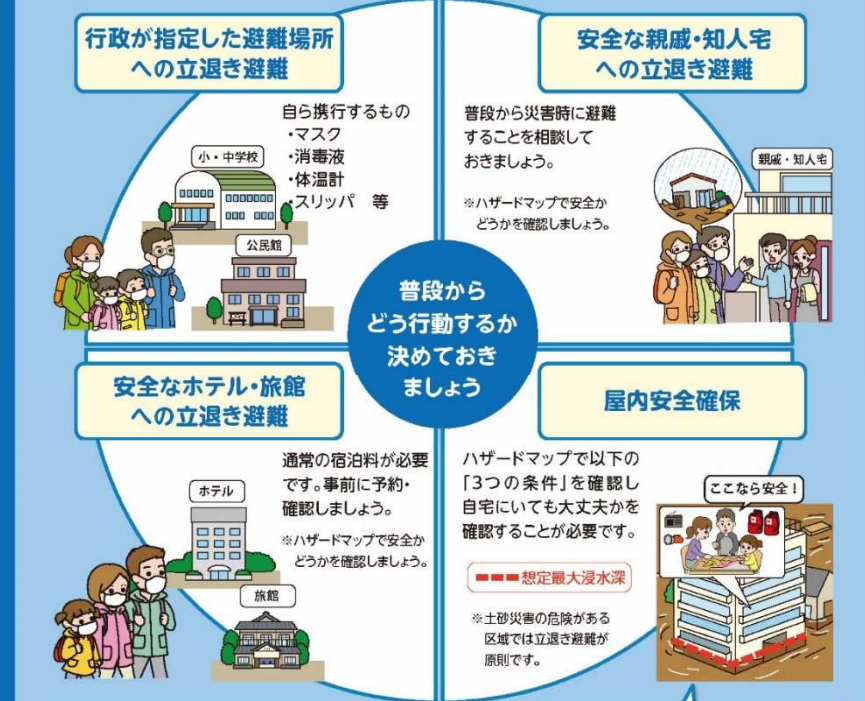 行政が指定した避難場所
への立退き避難
自ら携行するもの
・マスク
・消毒液
・体温計
・スリッパ 等
小・中学校
公民館
安全な親戚・知人宅
への立退き避難
普段から災害時に避難
することを相談して
おきましょう。
※ハザードマップで安全か
どうかを確認しましょう。
親戚・知人宅
普段から
どう行動するか
決めておき
ましょう
安全なホテル・旅館
への立退き避難
通常の宿泊料が必要
です。事前に予約・
確認しましょう。
※ハザードマップで安全か
どうかを確認しましょう。
ホテル
旅館
屋内安全確保
ハザードマップで以下の
「3つの条件」を確認し
自宅にいても大丈夫かを
確認することが必要です。
想定最大浸水深
※土砂災害の危険がある
区域では立退き避難が
原則です。
ここなら安全!